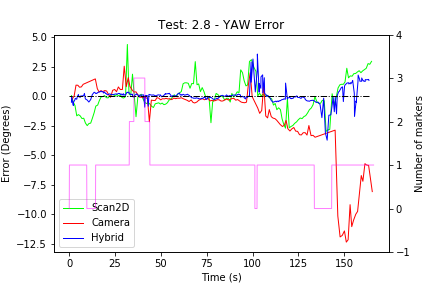 Test: 2.8 - YAW Error
5.0
2.5
0.0
−2.5
−5.0
−7.5
−10.0
−12.5
Error (Degrees)
4
3
2
1
0
−1
Number of markers
Scan2D
Camera
Hybrid
0 25 50 75 100 125 150
Time (s)